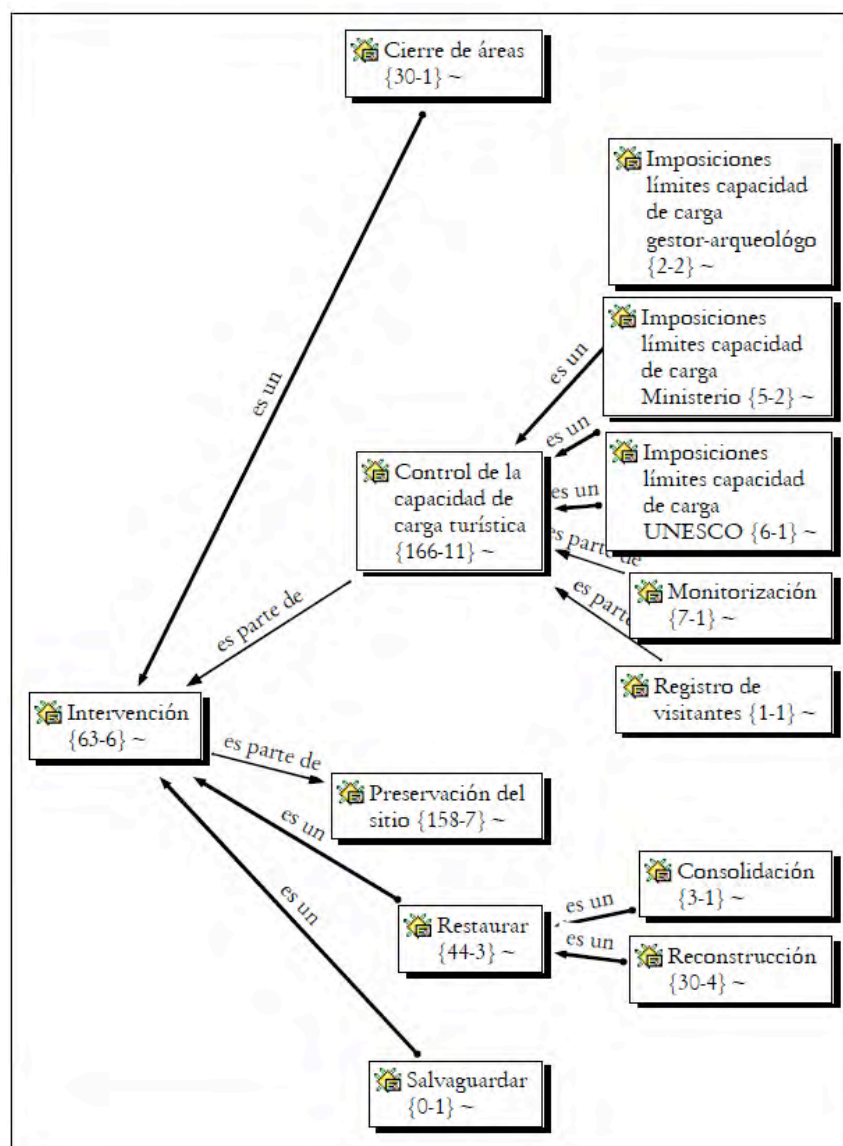 Cierre de áreas
{30-1} ~
Imposiciones
límites capacidad
de carga
gestor-arqueológo
{2-2} ~
es un
Imposiciones
límites capacidad
de carga
Ministerio {5-2} ~
es un
es un
Imposiciones
límites capacidad
de carga
UNESCO {6-1} ~
es un
Control de la
capacidad de
carga turística
{166-11} ~
es parte de
Monitorización
{7-1} ~
es parte
es parte de
Registro de
visitantes {1-1} ~
Intervención
{63-6} ~
es parte de
Preservación del
sitio {158-7} ~
es un
Consolidación
{3-1} ~
es un
es un
Restaurar
{44-3} ~
es un
Reconstrucción
{30-4} ~
Salvaguardar
{0-1} ~